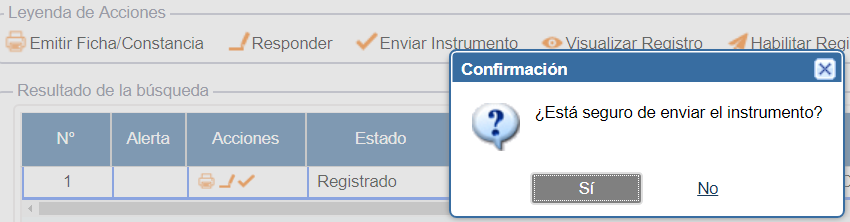 Leyenda de Acciones
Emitir Ficha/Constancia Responder Enviar Instrumento Visualizar Registro Habilitar Regi
Confirmación
¿Está seguro de enviar el instrumento?
Sí No
Resultado de la búsqueda
N° Alerta Acciones Estado
1 Registrado